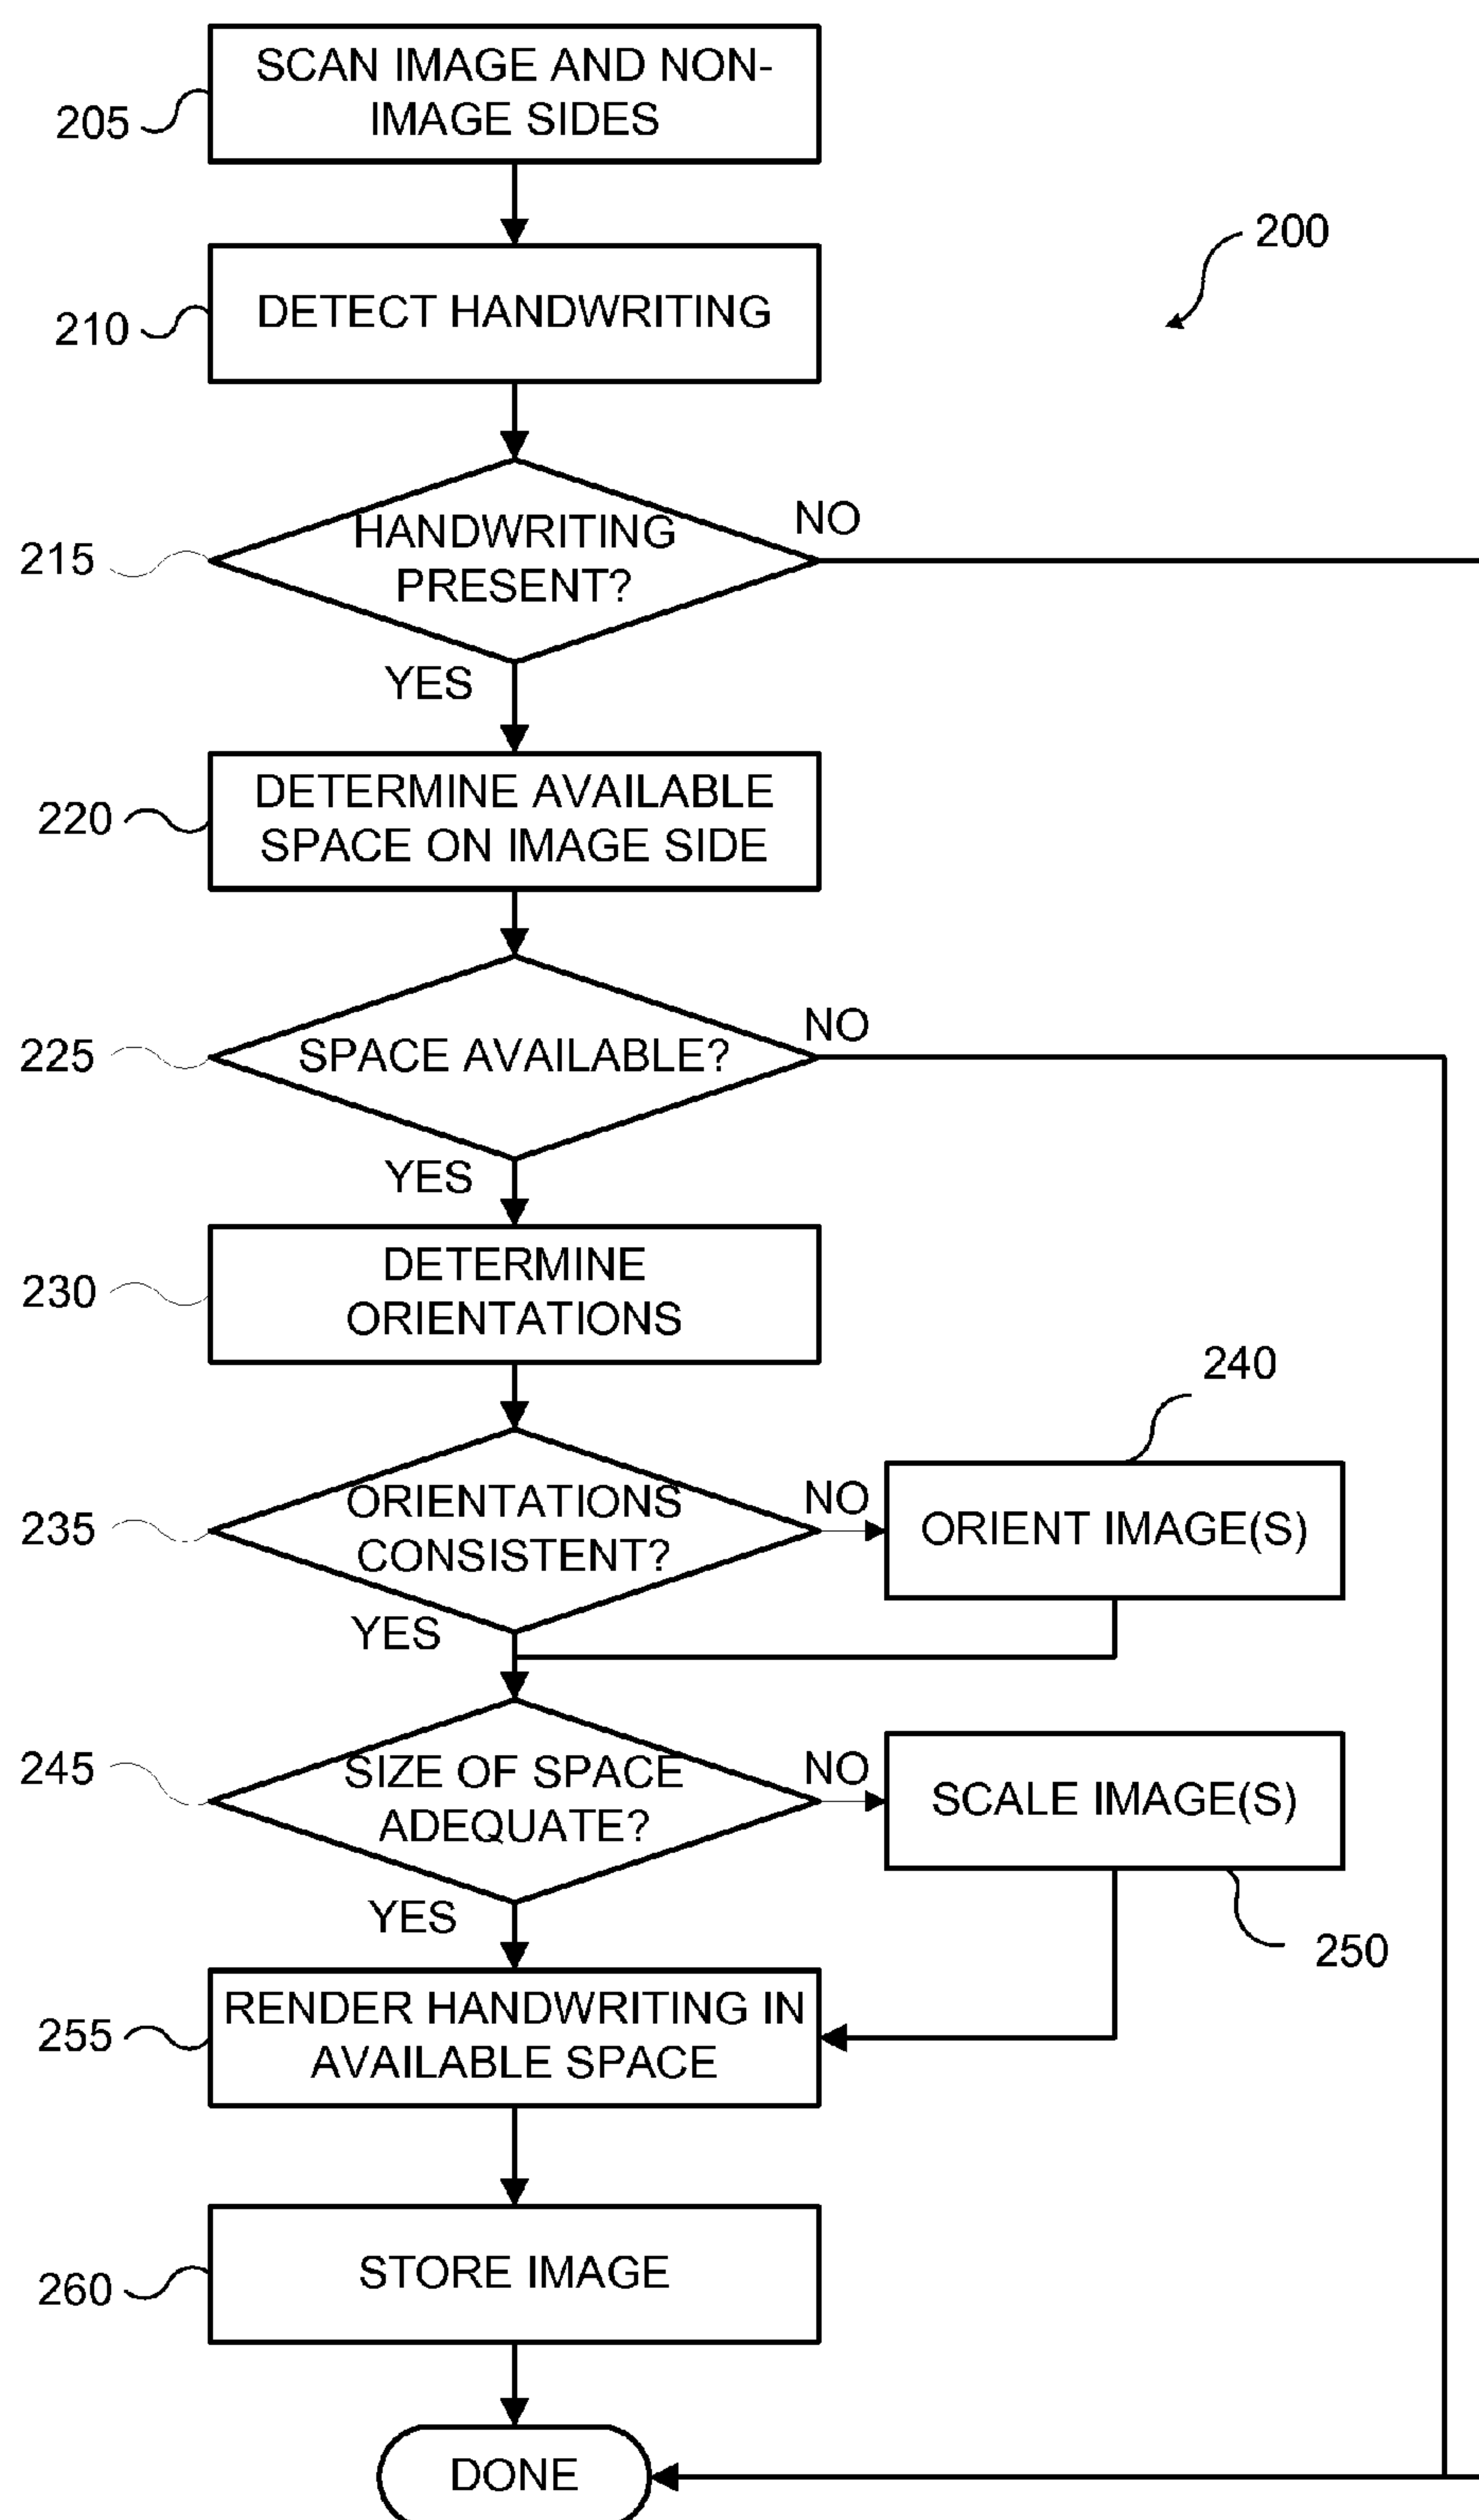 SCAN IMAGE AND NON-
IMAGE SIDES
205
200
DETECT HANDWRITING
210
HANDWRITING
PRESENT?
NO
215
YES
DETERMINE AVAILABLE
SPACE ON IMAGE SIDE
220
NO
SPACE AVAILABLE?
225
YES
DETERMINE
ORIENTATIONS
230
240
ORIENTATIONS
CONSISTENT?
NO
ORIENT IMAGE(S)
235
YES
SIZE OF SPACE
ADEQUATE?
NO
SCALE IMAGE(S)
245
YES
250
RENDER HANDWRITING IN
AVAILABLE SPACE
255
STORE IMAGE
260
DONE